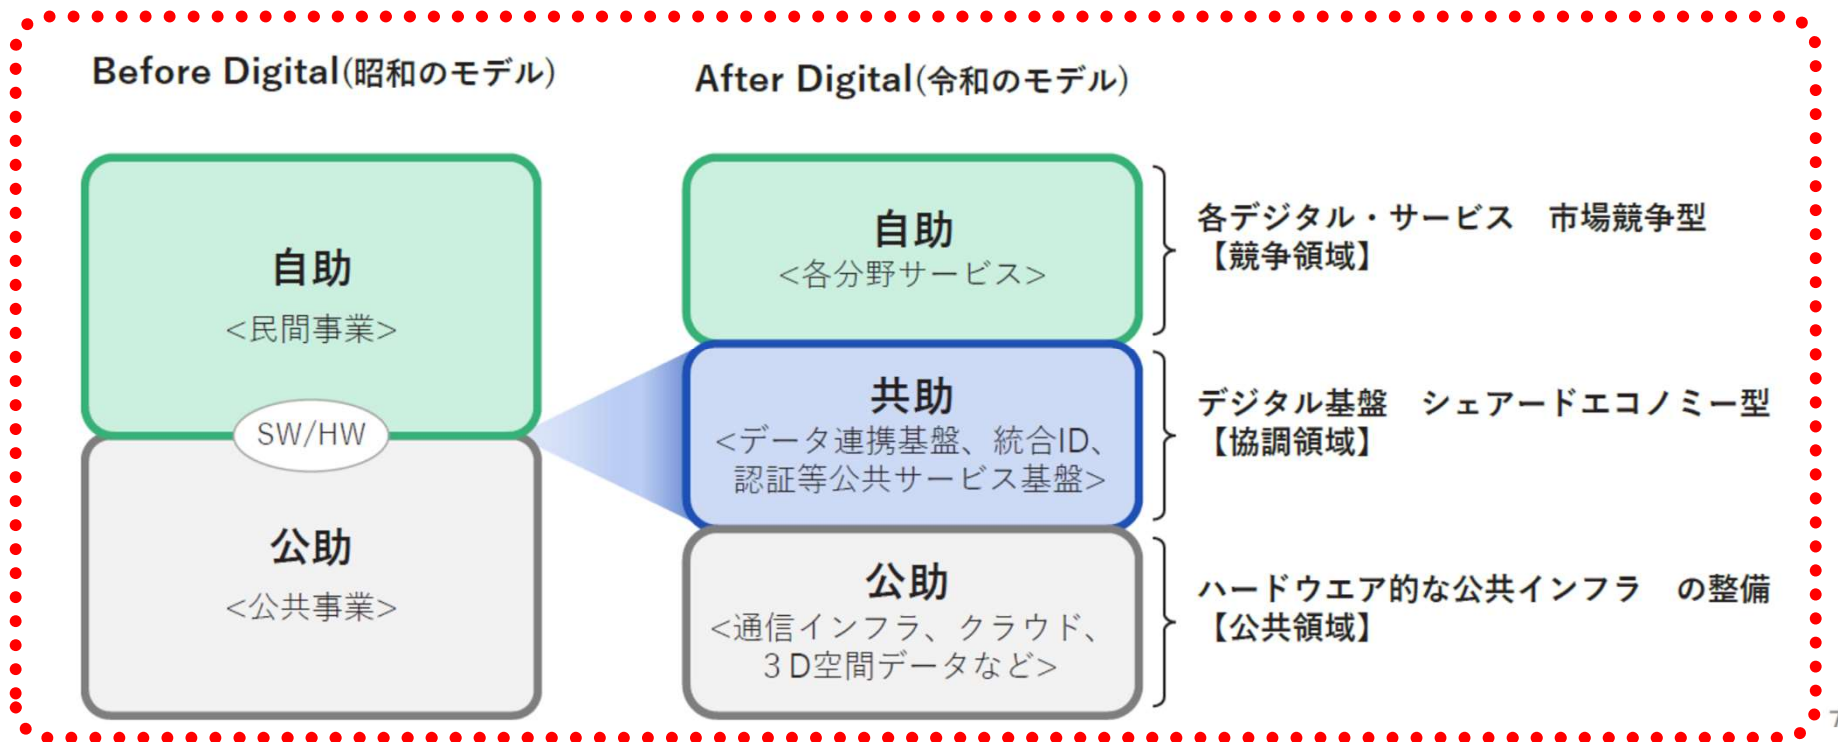 Before Digital(昭和のモデル)
自助
<民間事業>
SW/HW
公助
<公共事業>
After Digital(令和のモデル)
自助
<各分野サービス>
共助
<データ連携基盤、統合ID、
認証等公共サービス基盤>
公助
<通信インフラ、クラウド、
３D空間データなど>
各デジタル・サービス　市場競争型
【競争領域】
デジタル基盤　シェアードエコノミー型
【協調領域】
ハードウエア的な公共インフラ　の整備
【公共領域】